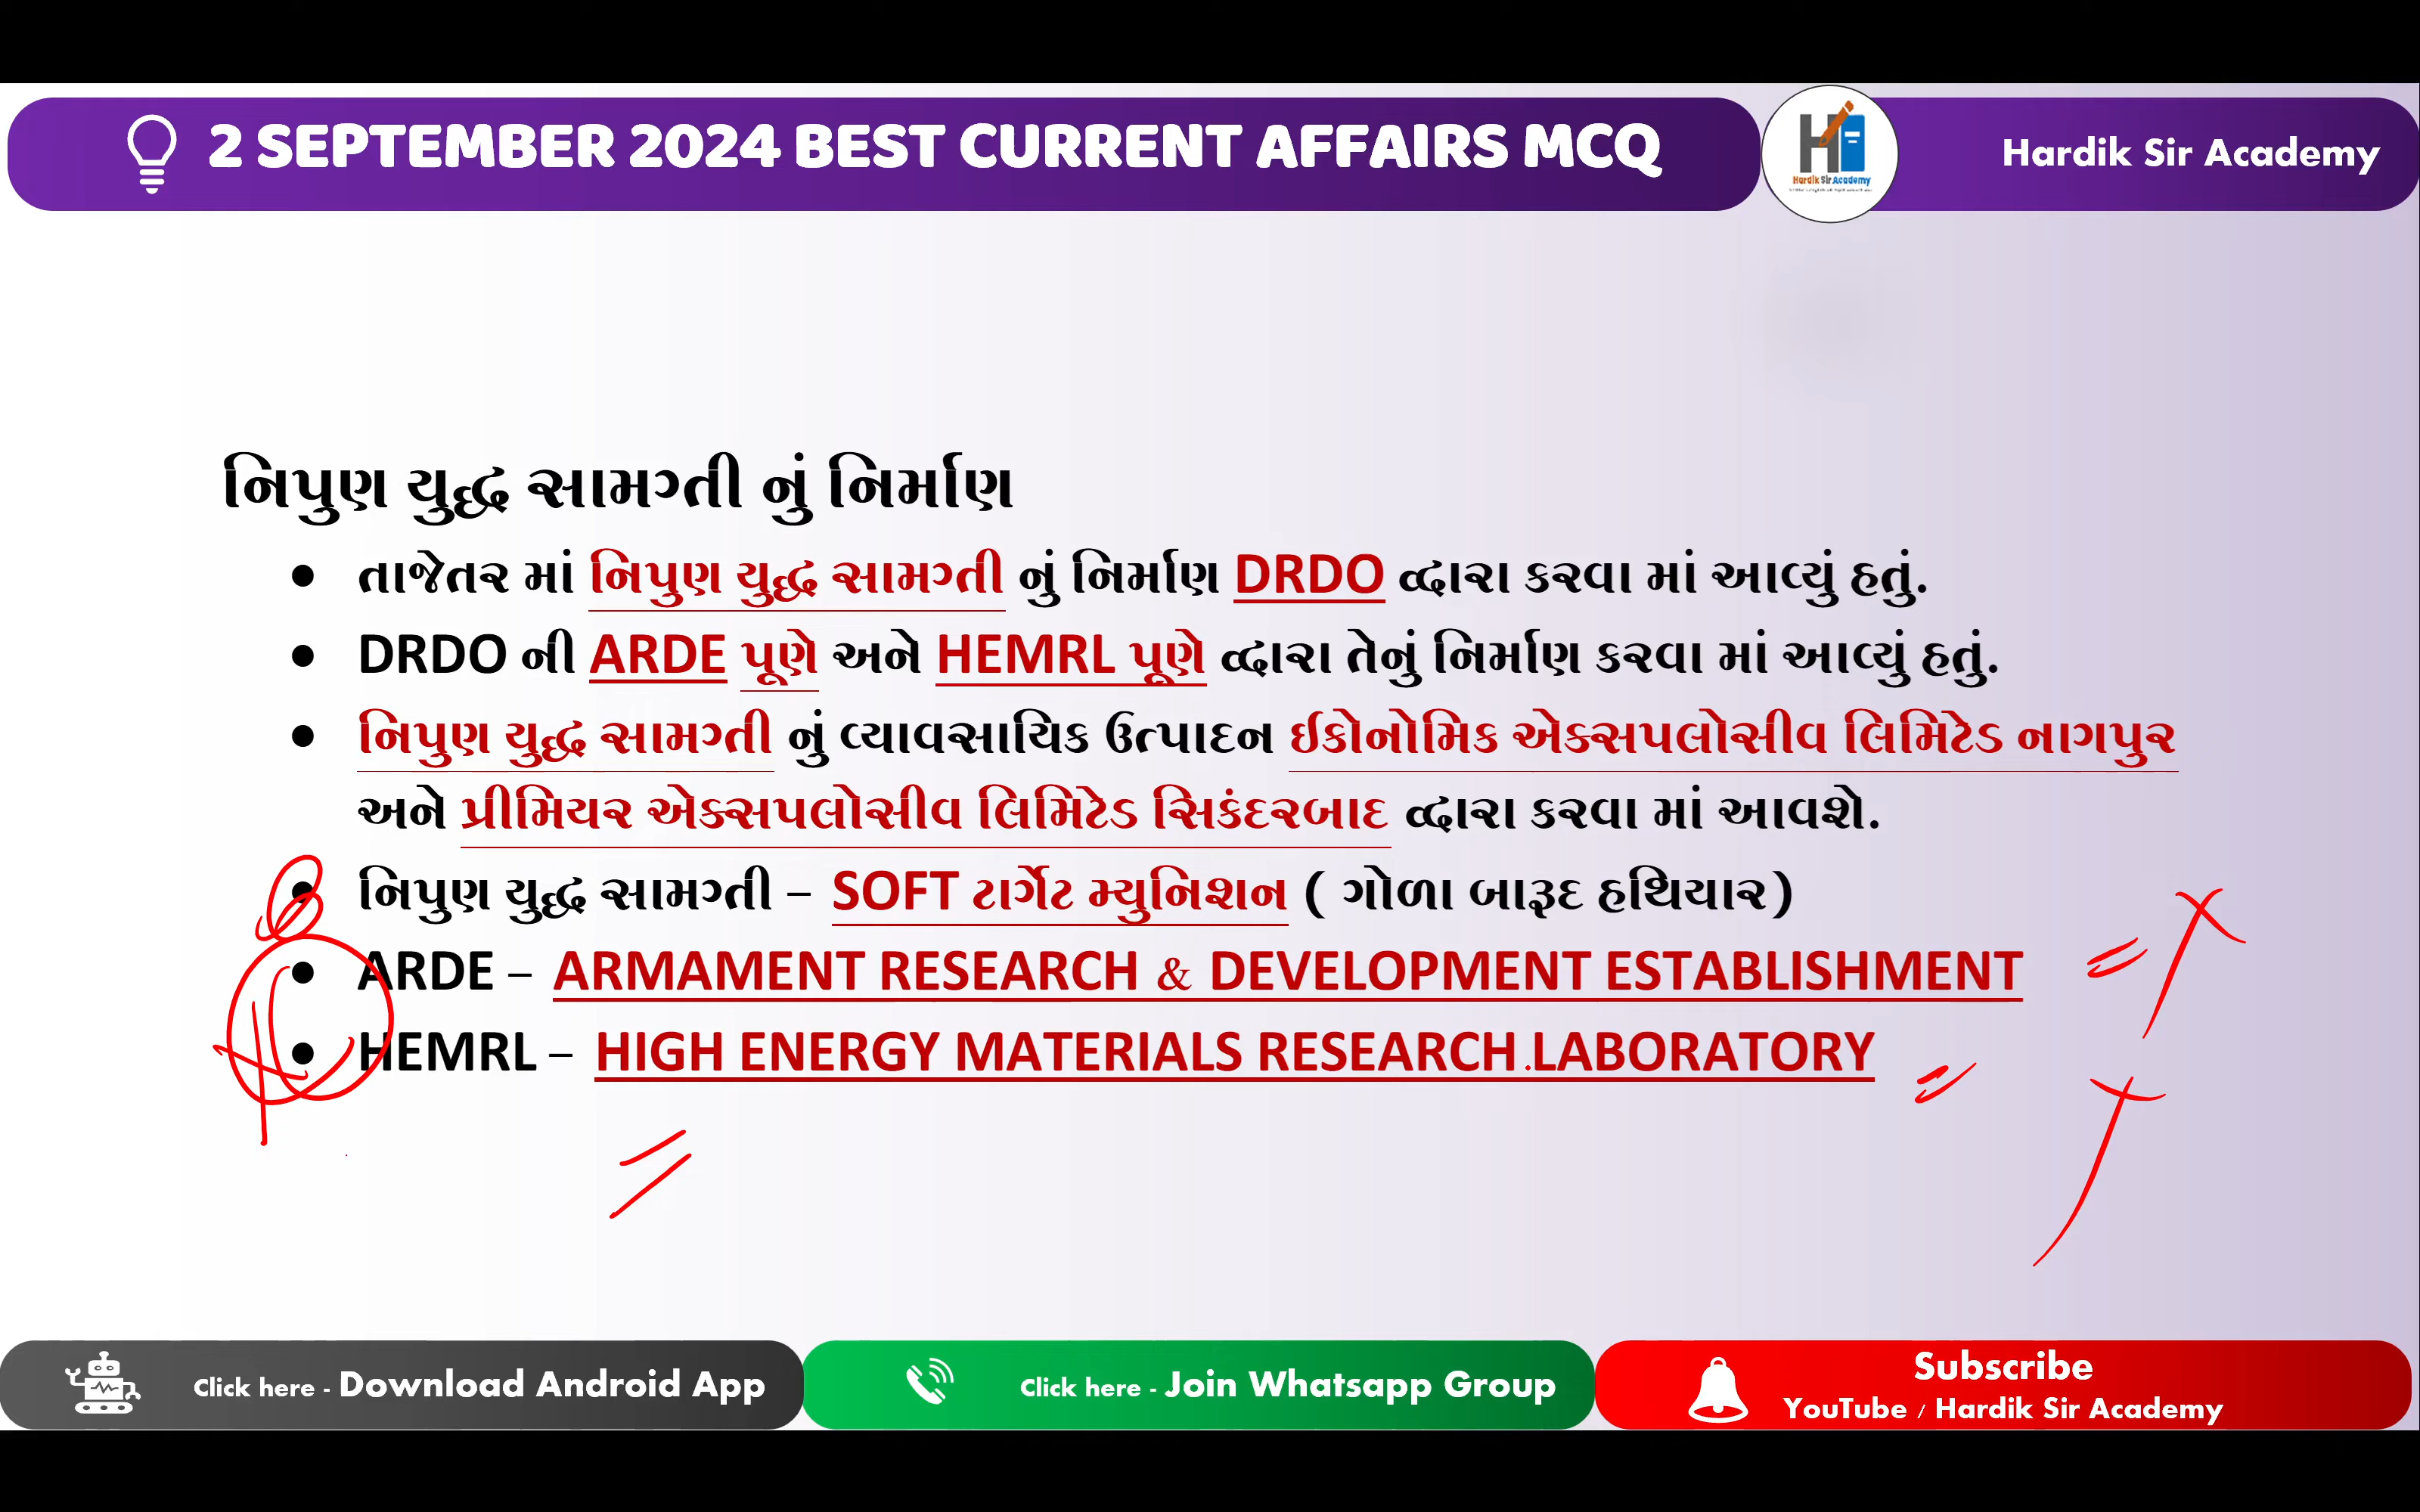 2 SEPTEMBER 2024 BEST CURRENT AFFAIRS MCQ
Hardik Sir Academy
Hardik Sir Academy
નિપુણ યુદ્ધ સામગ્તી નું નિર્માણ
• તાજેતર માં નિપુણ યુદ્ધ સામગ્તી નું નિર્માણ DRDO વ્દારા કરવા માં આવ્યું હતું.
• DRDO ની ARDE પૂણે અને HEMRL પૂણે વ્દારા તેનું નિર્માણ કરવા માં આવ્યું હતું.
• નિપુણ યુદ્ધ સામગ્તી નું વ્યાવસાયિક ઉત્પાદન ઈકોનોમિક એક્સપલોસીવ લિમિટેડ નાગપુર
અને પ્રીમિયર એક્સપલોસીવ લિમિટેડ સિકંદરબાદ વ્દારા કરવા માં આવશે.
• નિપુણ યુદ્ધ સામગ્તી – SOFT ટાર્ગેટ મ્યુનિશન ( ગોળા બારૂદ હથિયાર)
• ARDE – ARMAMENT RESEARCH & DEVELOPMENT ESTABLISHMENT
• HEMRL – HIGH ENERGY MATERIALS RESEARCH LABORATORY
Click here - Download Android App
Click here - Join Whatsapp Group
Subscribe
YouTube / Hardik Sir Academy